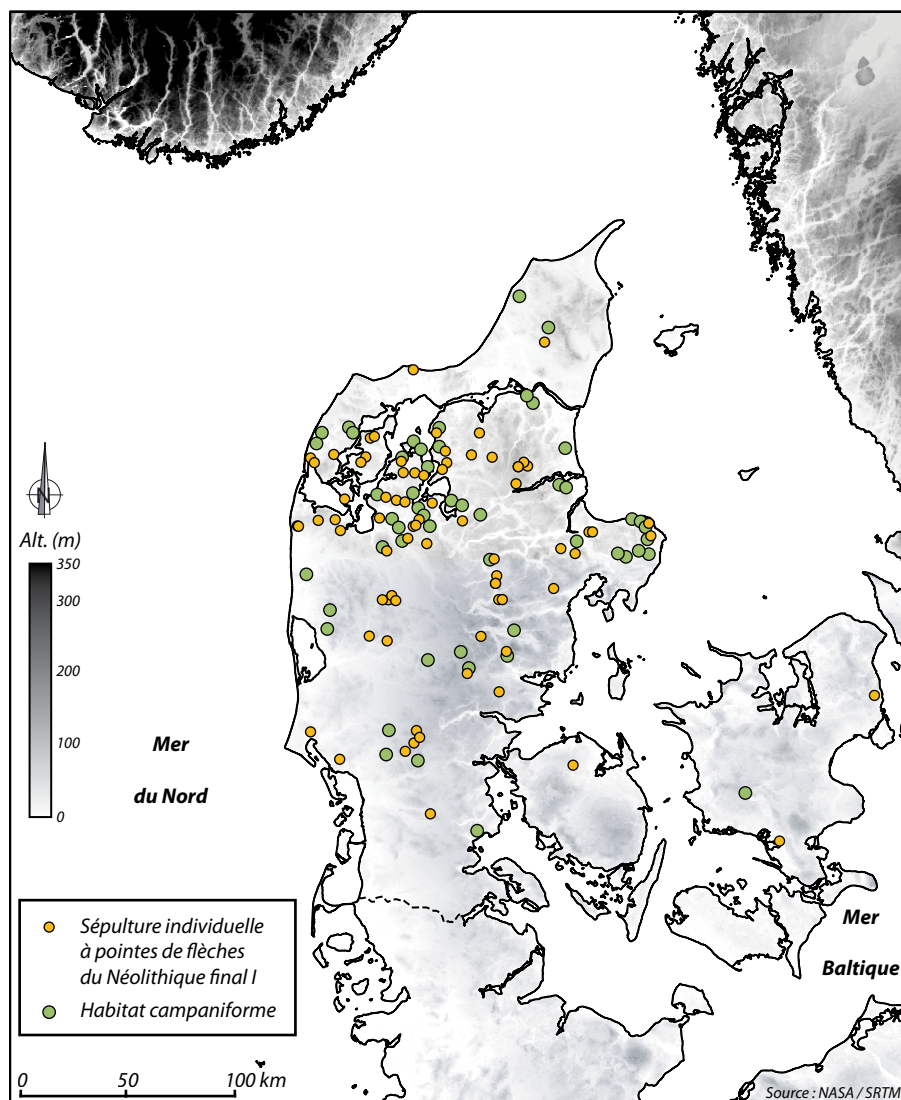 N
Alt. (m)
350
300
200
100
0
Mer
du Nord
Mer
Baltique
Sépulture individuelle
à pointes de flèches
du Néolithique final I
Habitat campaniforme
0 50 100 km
Source : NASA / SRTM